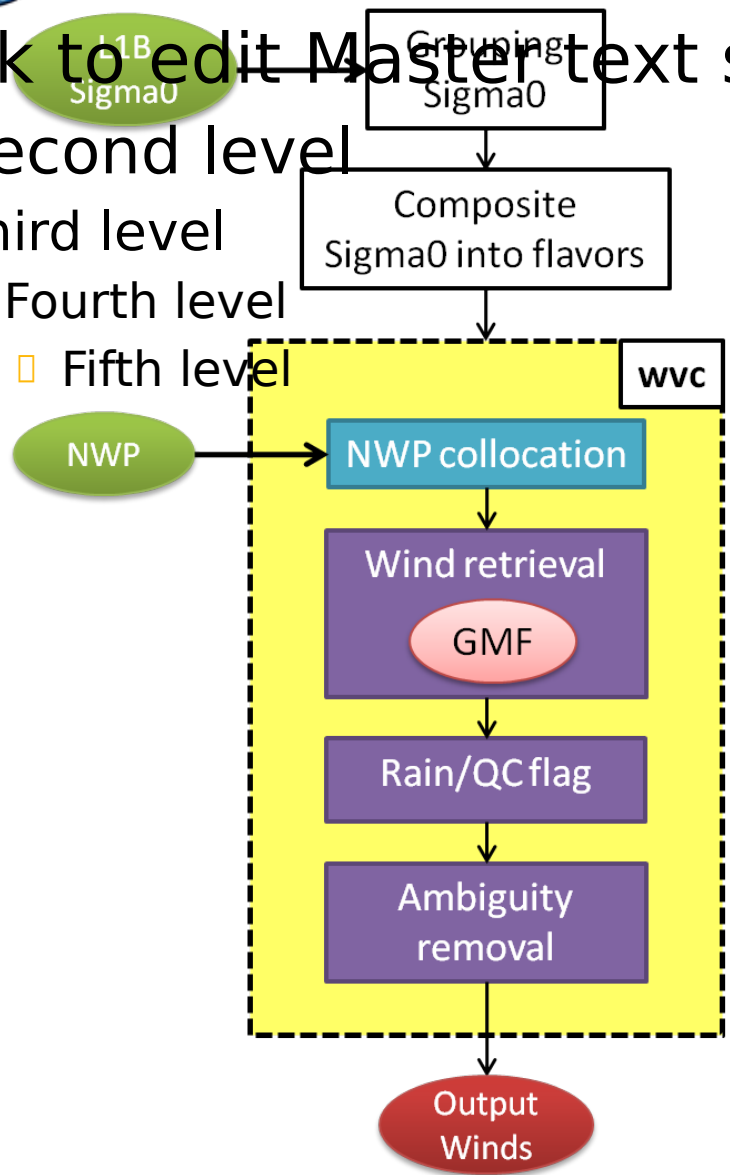 k to edit Master text s
L1B
Sigma0
Grouping
Sigma0
econd level
Composite
Sigma0 into flavors
hird level
Fourth level
Fifth level
wvc
NWP
NWP collocation
Wind retrieval
GMF
Rain/QC flag
Ambiguity
removal
Output
Winds